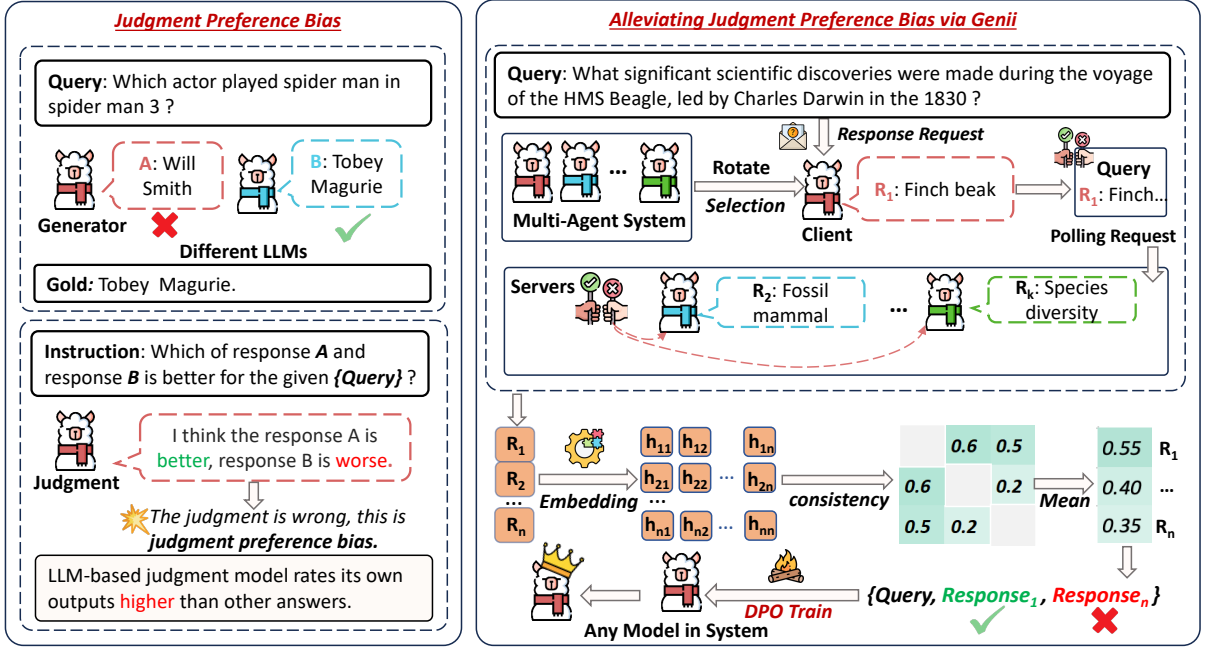 Judgment Preference Bias
Query: Which actor played spider man in
spider man 3 ?
A: Will
Smith
B: Tobey
Magurie
Generator
Different LLMs
Gold: Tobey Magurie.
Instruction: Which of response A and
response B is better for the given {Query} ?
I think the response A is
better, response B is worse.
Judgment
The judgment is wrong, this is
judgment preference bias.
LLM-based judgment model rates its own
outputs higher than other answers.
Alleviating Judgment Preference Bias via Genii
Query: What significant scientific discoveries were made during the voyage
of the HMS Beagle, led by Charles Darwin in the 1830 ?
Response Request
...
Multi-Agent System
Rotate
Selection
Client
R1: Finch beak
Query
R1: Finch...
Polling Request
Servers
R2: Fossil
mammal
...
Rk: Species
diversity
R1
R2
...
Rn
Embedding
h11 h12 ... h1n
h21 h22 ... h2n
...
hn1 hn2 ... hnn
consistency
0.6 0.5
0.6 0.2
0.5 0.2
Mean
0.55 R1
0.40 ...
0.35 Rn
Any Model in System
DPO Train
{Query, Response1 , Responsen }